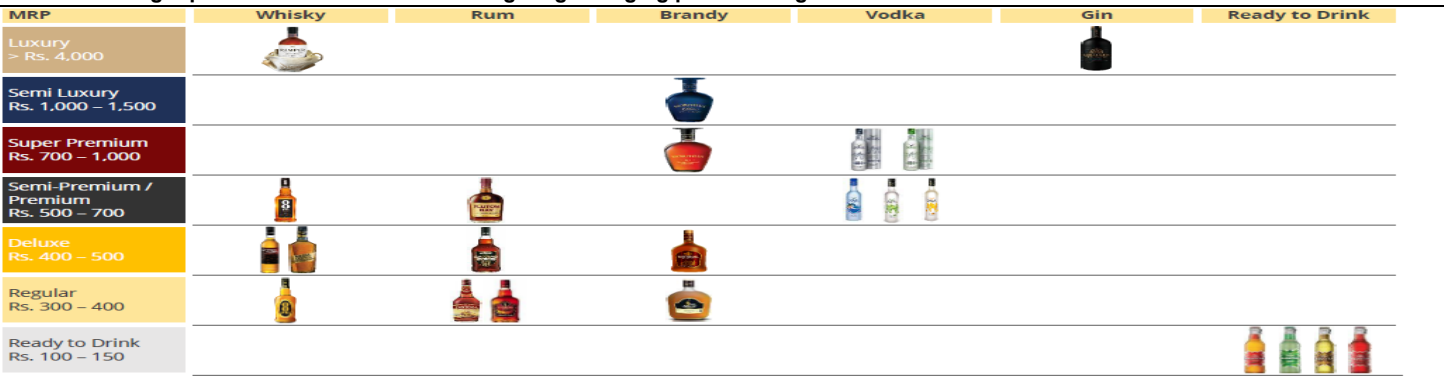 MRP Whisky Rum Brandy Vodka Gin Ready to Drink
Luxury
> Rs. 4,000
Semi Luxury
Rs. 1,000 – 1,500
Super Premium
Rs. 700 – 1,000
Semi-Premium /
Premium
Rs. 500 – 700
8
Deluxe
Rs. 400 – 500
Regular
Rs. 300 – 400
8
Ready to Drink
Rs. 100 – 150